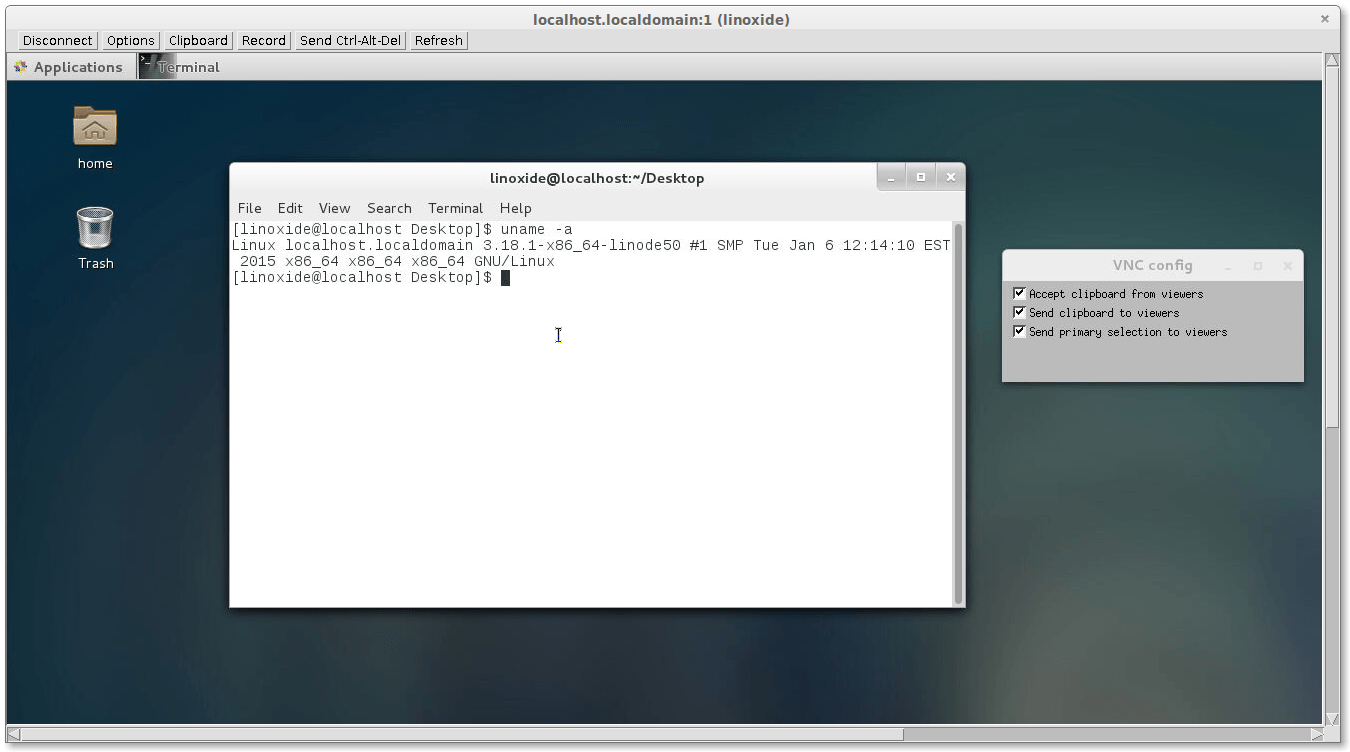 localhost.localdomain:1 (linoxide)
Disconnect Options Clipboard Record Send Ctrl-Alt-Del Refresh
Applications Terminal
home
Trash
linoxide@localhost:~/Desktop
File Edit View Search Terminal Help
[linoxide@localhost Desktop]$ uname -a
Linux localhost.localdomain 3.18.1-x86_64-linode50 #1 SMP Tue Jan 6 12:14:10 EST
2015 x86_64 x86_64 x86_64 GNU/Linux
[linoxide@localhost Desktop]$
VNC config
Accept clipboard from viewers
Send clipboard to viewers
Send primary selection to viewers